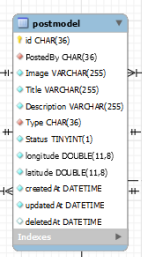 postmodel
id CHAR(36)
PostedBy CHAR(36)
Image VARCHAR(255)
Title VARCHAR(255)
Description VARCHAR(255)
Type CHAR(36)
Status TINYINT(1)
longitude DOUBLE(11,8)
latitude DOUBLE(11,8)
createdAt DATETIME
updatedAt DATETIME
deletedAt DATETIME
Indexes